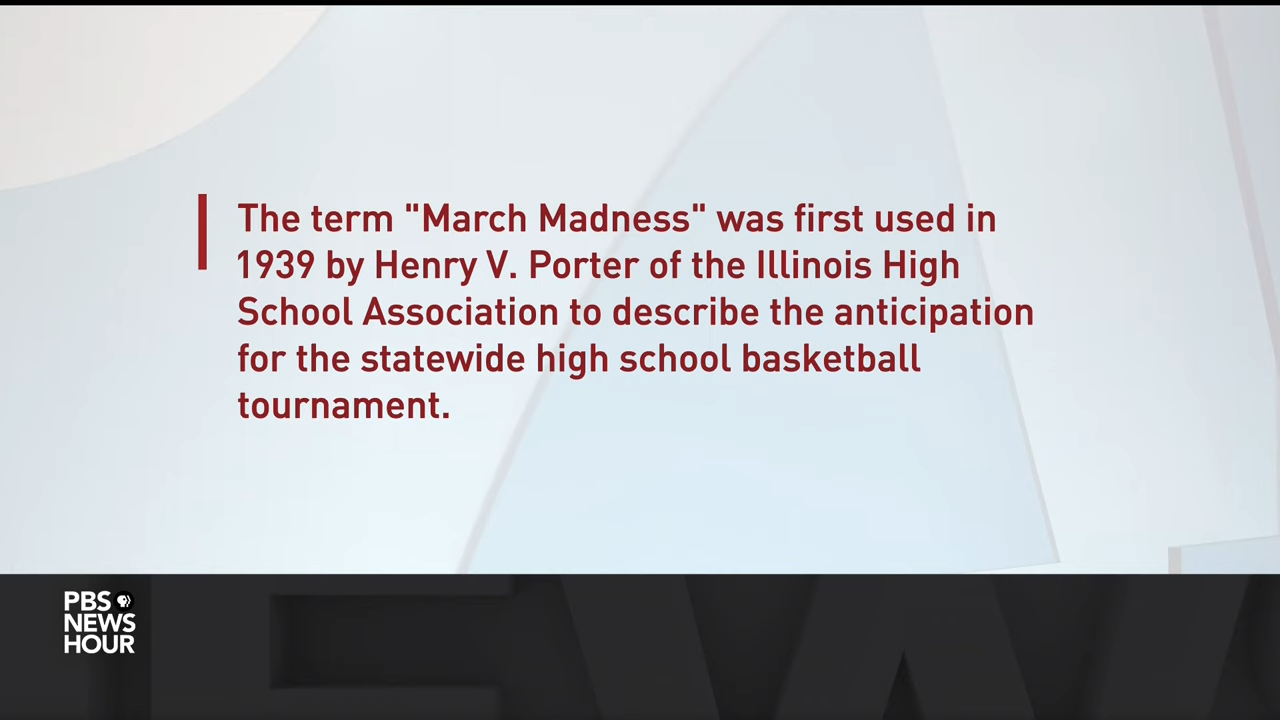 The term "March Madness" was first used in
1939 by Henry V. Porter of the Illinois High
School Association to describe the anticipation
for the statewide high school basketball
tournament.
PBS
NEWS
HOUR